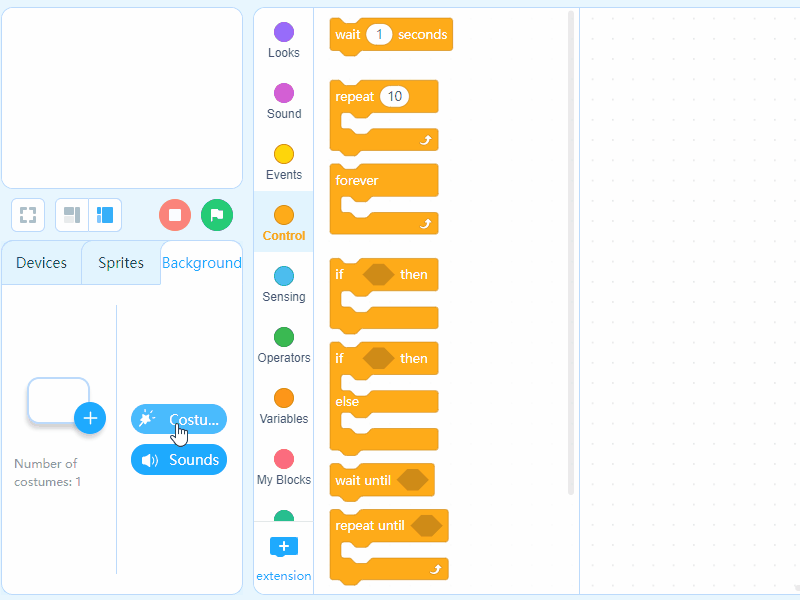 Devices
Sprites
Background
Number of
costumes: 1
Costu...
Sounds
Looks
Sound
Events
Control
Sensing
Operators
Variables
My Blocks
extension
wait 1 seconds
repeat 10
forever
if then
if then
else
wait until
repeat until